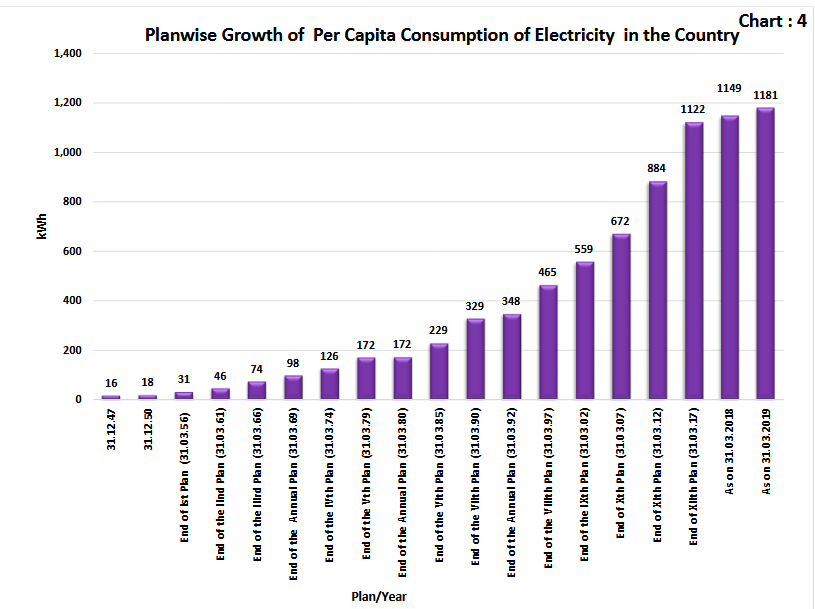 Chart : 4
Planwise Growth of Per Capita Consumption of Electricity in the Country
1,400
1,200
1,000
800
600
400
200
0
kWh
16
18
31
46
74
98
126
172
172
229
329
348
465
559
672
884
1122
1149
1181
31.12.47
31.12.50
End of Ist Plan (31.03.56)
End of the IInd Plan (31.03.61)
End of the IIIrd Plan (31.03.66)
End of the Annual Plan (31.03.69)
End of the IVth Plan (31.03.74)
End of the Vth Plan (31.03.79)
End of the Annual Plan (31.03.80)
End of the VIth Plan (31.03.85)
End of the VIIth Plan (31.03.90)
End of the Annual Plan (31.03.92)
End of the VIIIth Plan (31.03.97)
End of the IXth Plan (31.03.02)
End of Xth Plan (31.03.07)
End of XIth Plan (31.03.12)
End of XIIth Plan (31.03.17)
As on 31.03.2018
As on 31.03.2019
Plan/Year